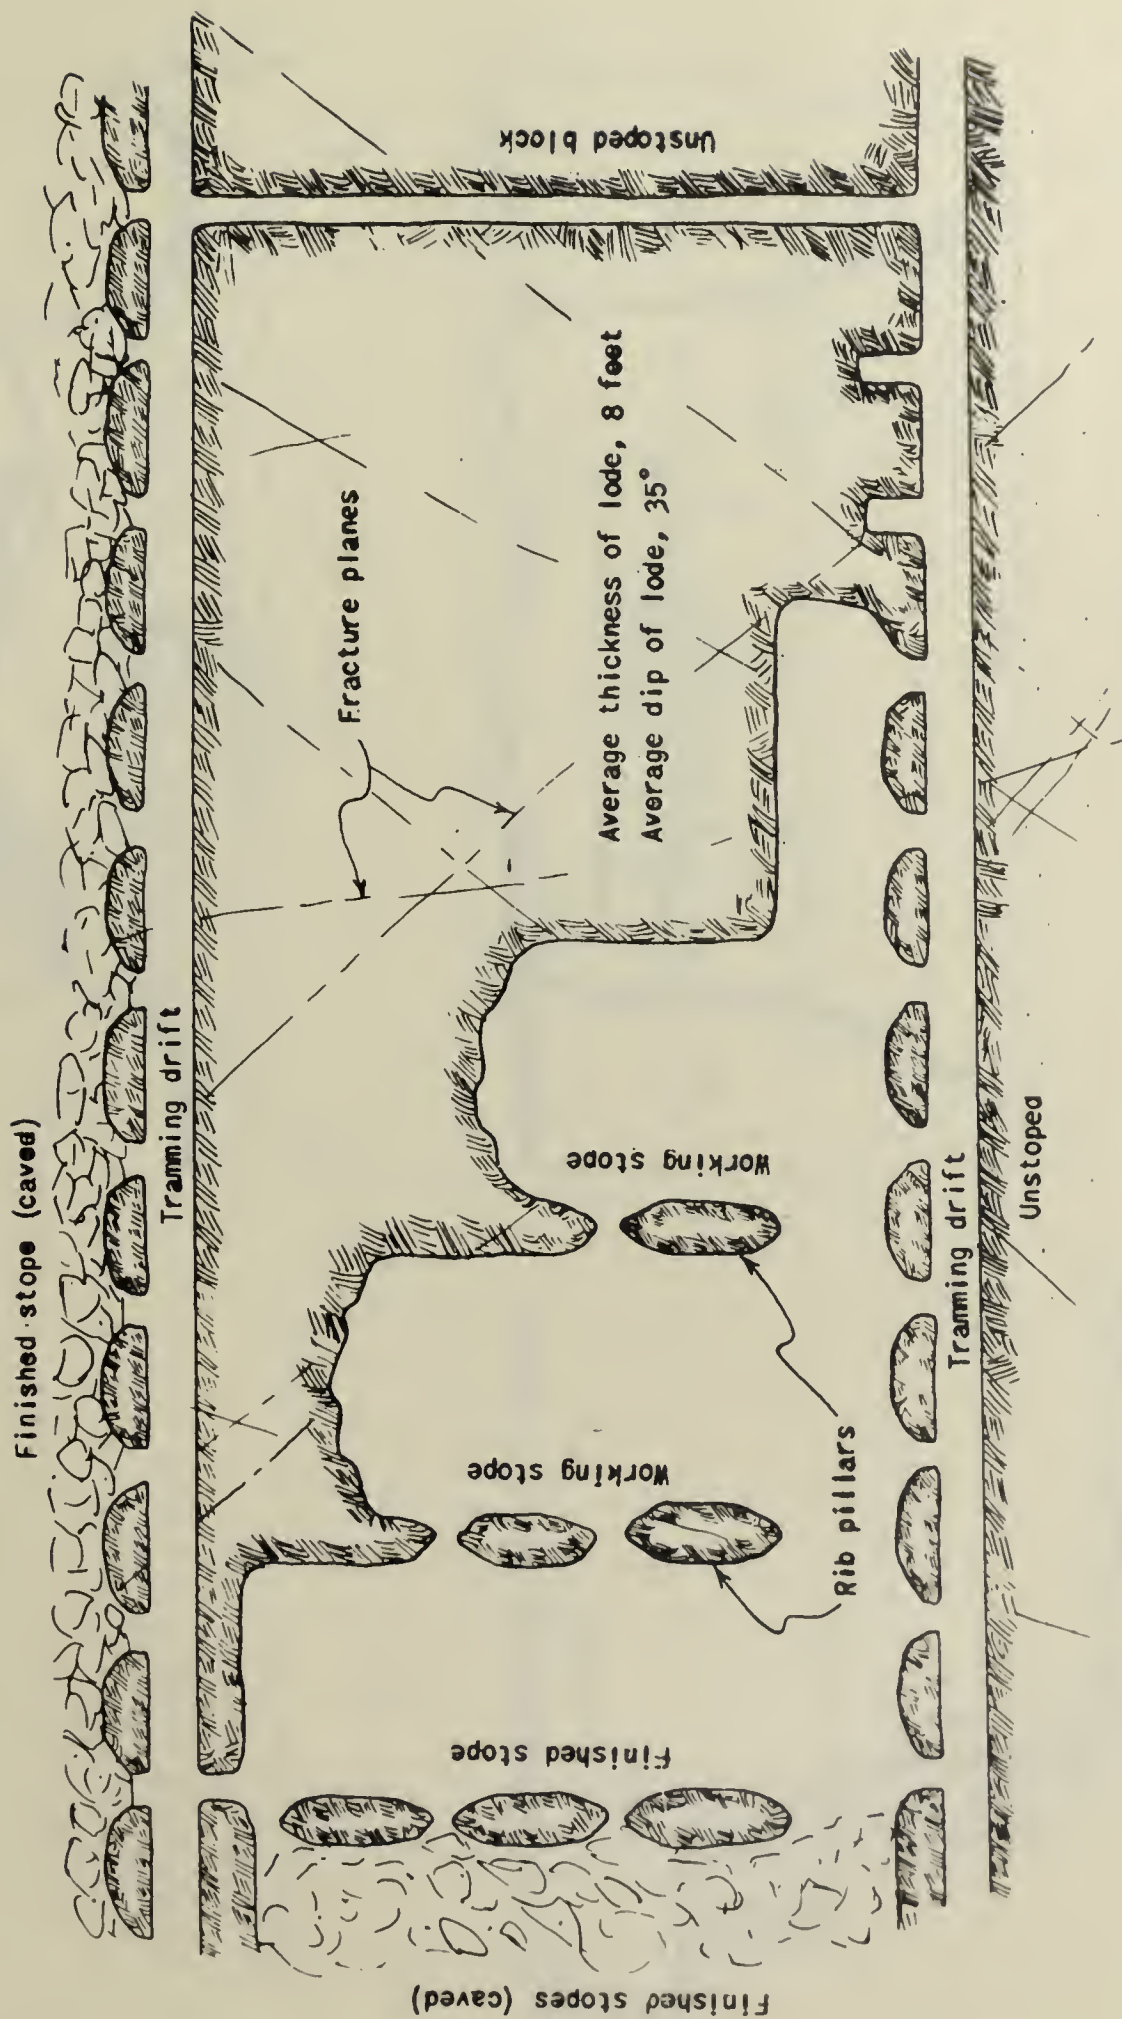 Finished stope (caved)
Tramming drift
Fracture planes
Unstoped block
Average thickness of lode, 8 feet
Average dip of lode, 35°
Working stope
Working stope
Finished stope
Finished stopes (caved)
Rib pillars
Tramming drift
Unstoped